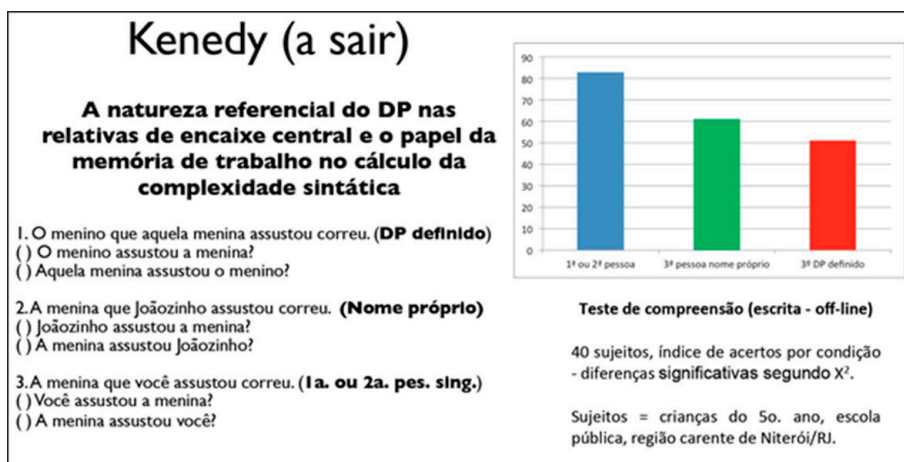 Kenedy (a sair)
A natureza referencial do DP nas
relativas de encaixe central e o papel da
memória de trabalho no cálculo da
complexidade sintática
1. O menino que aquela menina assustou correu. (DP definido)
( ) O menino assustou a menina?
( ) Aquela menina assustou o menino?
2. A menina que Joãozinho assustou correu. (Nome próprio)
( ) Joãozinho assustou a menina?
( ) A menina assustou Joãozinho?
3. A menina que você assustou correu. (1a. ou 2a. pes. sing.)
( ) Você assustou a menina?
( ) A menina assustou você?
90
80
70
60
50
40
30
20
10
0
1ª ou 2ª pessoa 3ª pessoa nome próprio 3ª DP definido
Teste de compreensão (escrita - off-line)
40 sujeitos, índice de acertos por condição
- diferenças significativas segundo X².
Sujeitos = crianças do 5o. ano, escola
pública, região carente de Niterói/RJ.